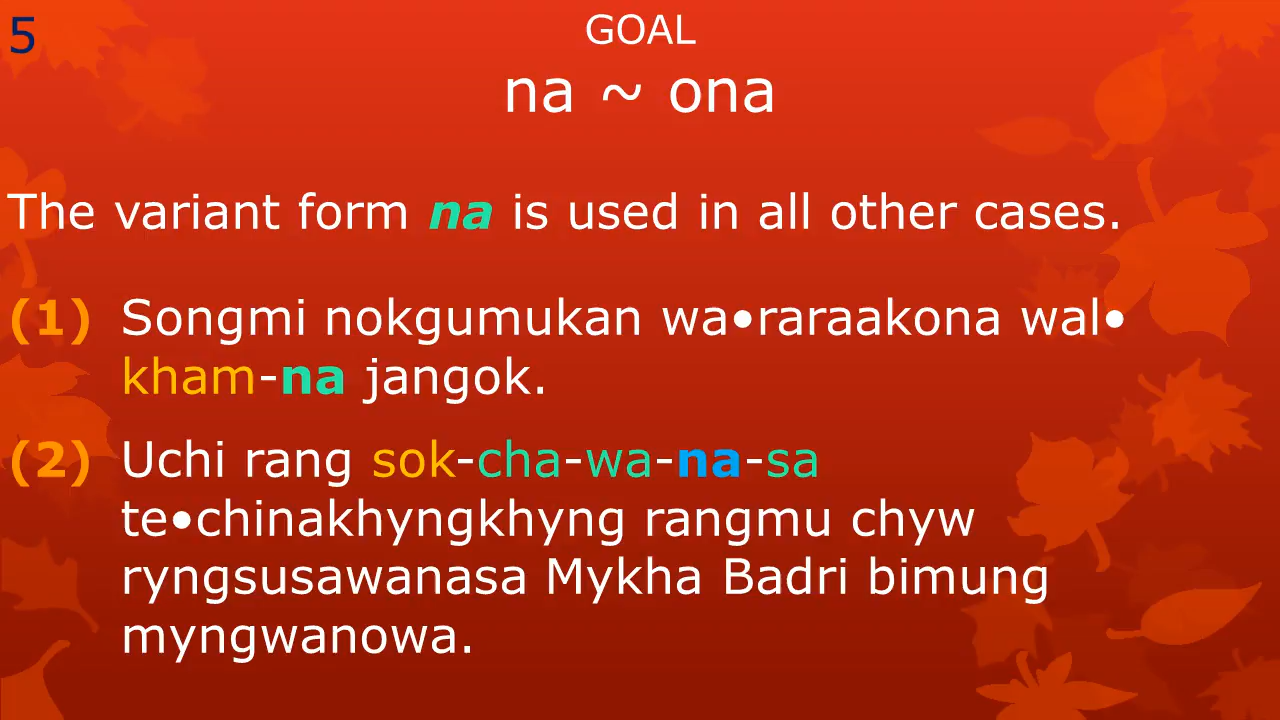 5
GOAL
na ~ ona
The variant form na is used in all other cases.
(1) Songmi nokgumukan wa•raraakona wal•
kham-na jangok.
(2) Uchi rang sok-cha-wa-na-sa
te•chinakhyngkhyng rangmu chyw
ryngsusawanasa Mykha Badri bimung
myngwanowa.